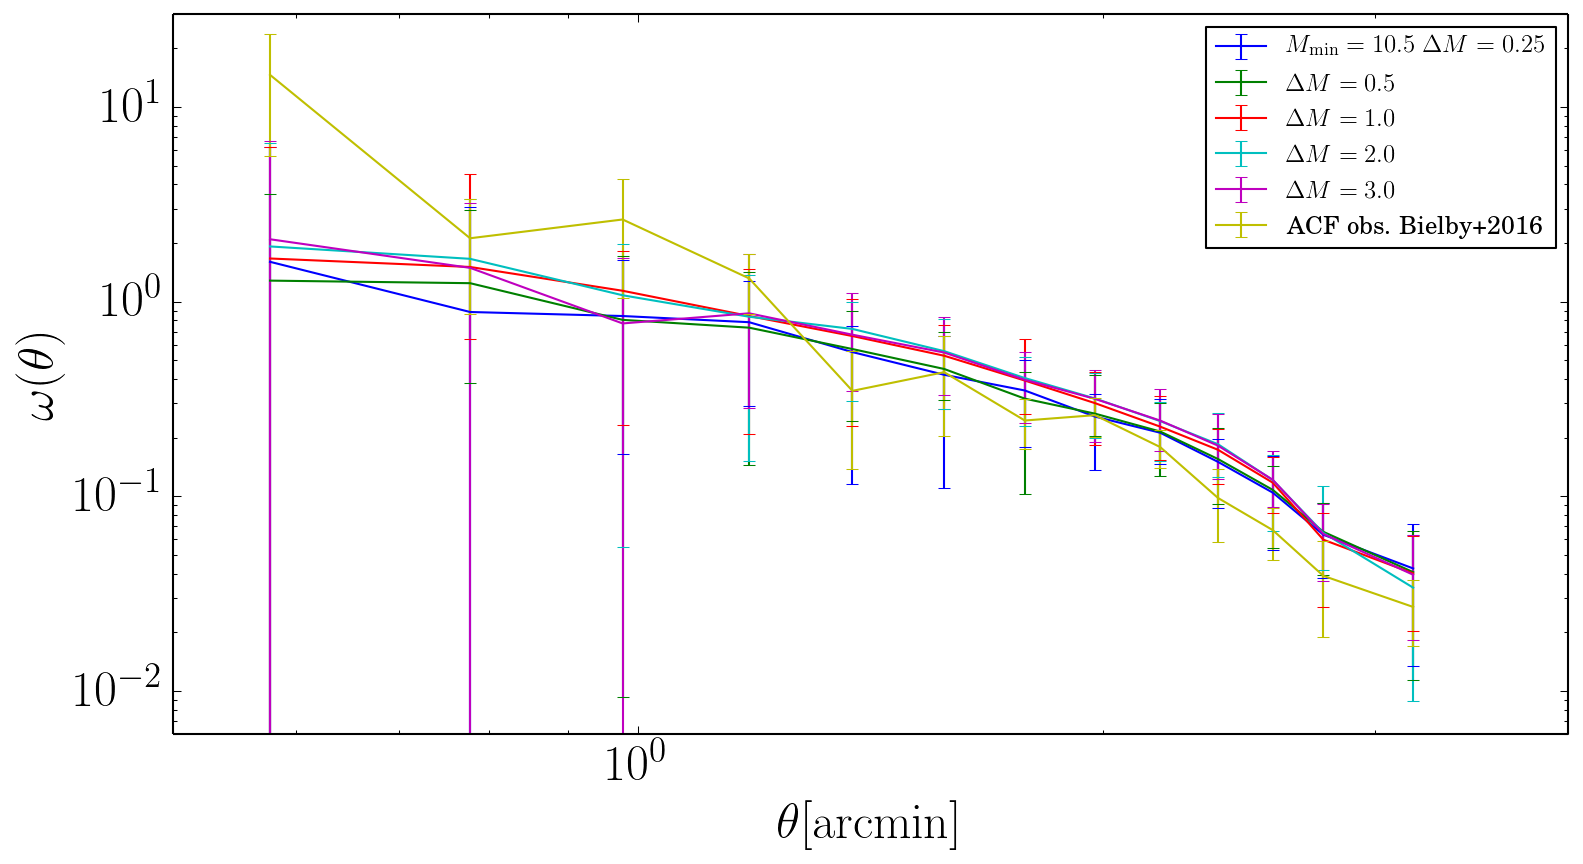 M_min = 10.5 ΔM = 0.25
ΔM = 0.5
ΔM = 1.0
ΔM = 2.0
ΔM = 3.0
ACF obs. Bielby+2016
10^1
10^0
10^−1
10^−2
ω(θ)
10^0
θ[arcmin]